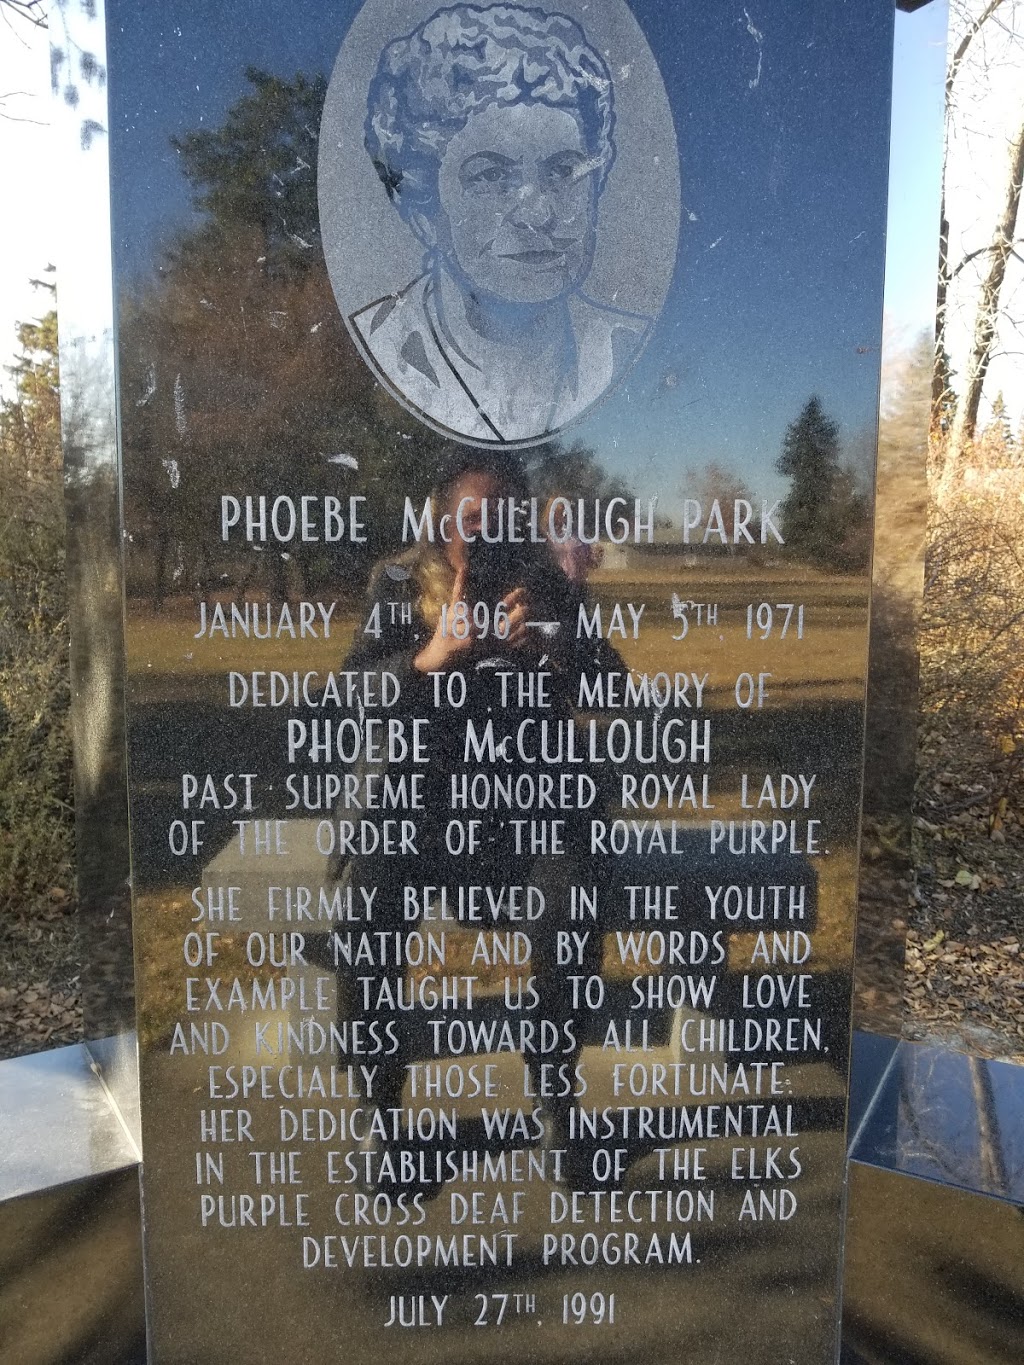 PHOEBE McCULLOUGH PARK
JANUARY 4TH, 1896 — MAY 5TH, 1971
DEDICATED TO THE MEMORY OF
PHOEBE McCULLOUGH
PAST SUPREME HONORED ROYAL LADY
OF THE ORDER OF THE ROYAL PURPLE.
SHE FIRMLY BELIEVED IN THE YOUTH
OF OUR NATION AND BY WORDS AND
EXAMPLE TAUGHT US TO SHOW LOVE
AND KINDNESS TOWARDS ALL CHILDREN,
ESPECIALLY THOSE LESS FORTUNATE.
HER DEDICATION WAS INSTRUMENTAL
IN THE ESTABLISHMENT OF THE ELKS
PURPLE CROSS DEAF DETECTION AND
DEVELOPMENT PROGRAM.
JULY 27TH, 1991